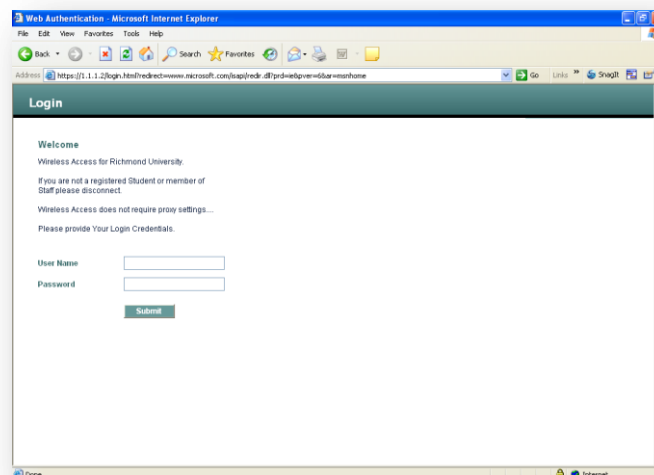 Web Authentication - Microsoft Internet Explorer
File Edit View Favorites Tools Help
Back Search Favorites
Address https://1.1.1.2/login.html?redirect=www.microsoft.com/isapi/redir.dll?prd=ie&pver=6&ar=msnhome Go Links » SnagIt
Login
Welcome
Wireless Access for Richmond University.
If you are not a registered Student or member of
Staff please disconnect.
Wireless Access does not require proxy settings....
Please provide Your Login Credentials.
User Name
Password
Submit
Done Internet